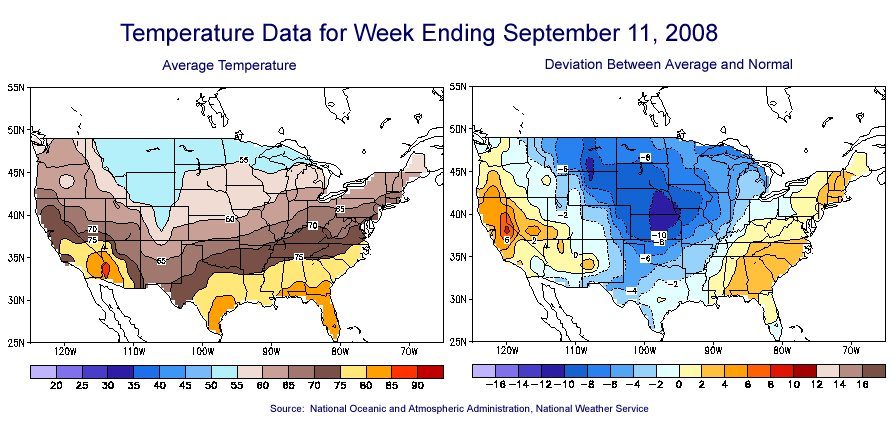 Temperature Data for Week Ending September 11, 2008
Average Temperature
Deviation Between Average and Normal
55N
50N
45N
40N
35N
30N
25N
120W 110W 100W 90W 80W 70W
55
60
65
70
70
75
55
75
20 25 30 35 40 45 50 55 60 65 70 75 80 85 90
55N
50N
45N
40N
35N
30N
25N
120W 110W 100W 90W 80W 70W
-6
-8
-2
6
2
0
-10
-8
-6
-4
-2
-16 -14 -12 -10 -8 -6 -4 -2 0 2 4 6 8 10 12 14 16
Source: National Oceanic and Atmospheric Administration, National Weather Service